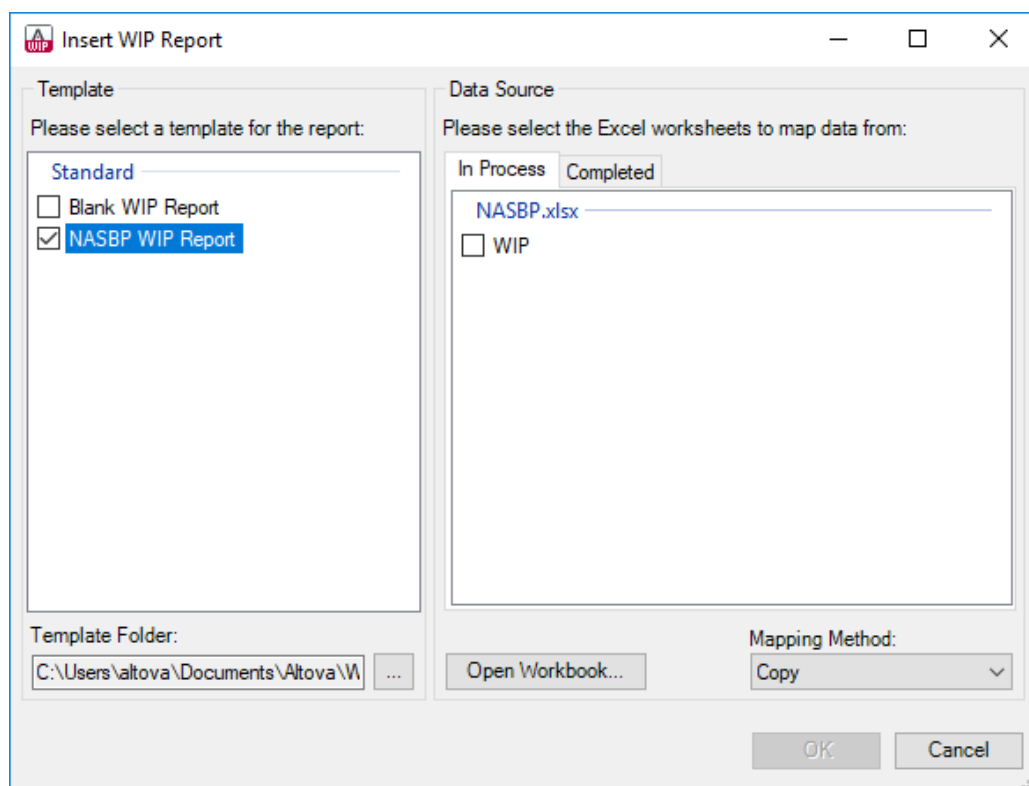 Insert WIP Report
Template
Please select a template for the report:
Standard
Blank WIP Report
NASBP WIP Report
Template Folder:
C:\Users\altova\Documents\Altova\W
...
Data Source
Please select the Excel worksheets to map data from:
In Process Completed
NASBP.xlsx
WIP
Open Workbook...
Mapping Method:
Copy
OK Cancel